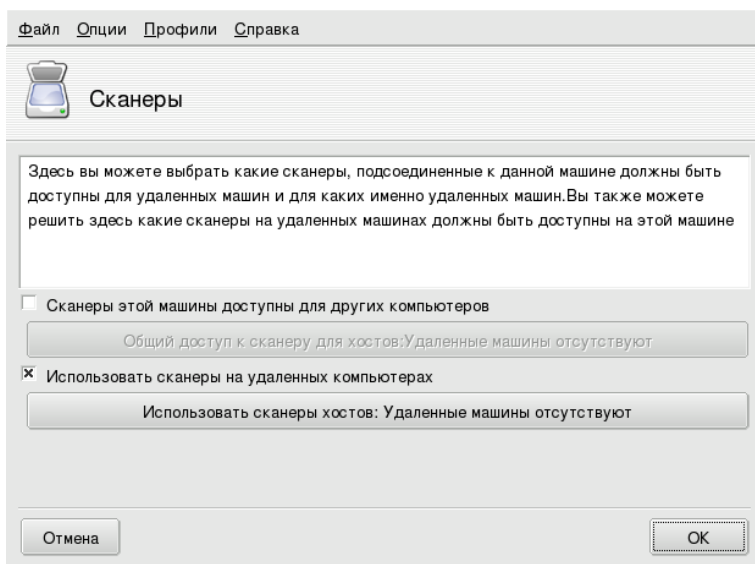 Файл Опции Профили Справка
Сканеры
Здесь вы можете выбрать какие сканеры, подсоединенные к данной машине должны быть
доступны для удаленных машин и для каких именно удаленных машин.Вы также можете
решить здесь какие сканеры на удаленных машинах должны быть доступны на этой машине
Сканеры этой машины доступны для других компьютеров
Общий доступ к сканеру для хостов:Удаленные машины отсутствуют
Использовать сканеры на удаленных компьютерах
Использовать сканеры хостов: Удаленные машины отсутствуют
Отмена OK